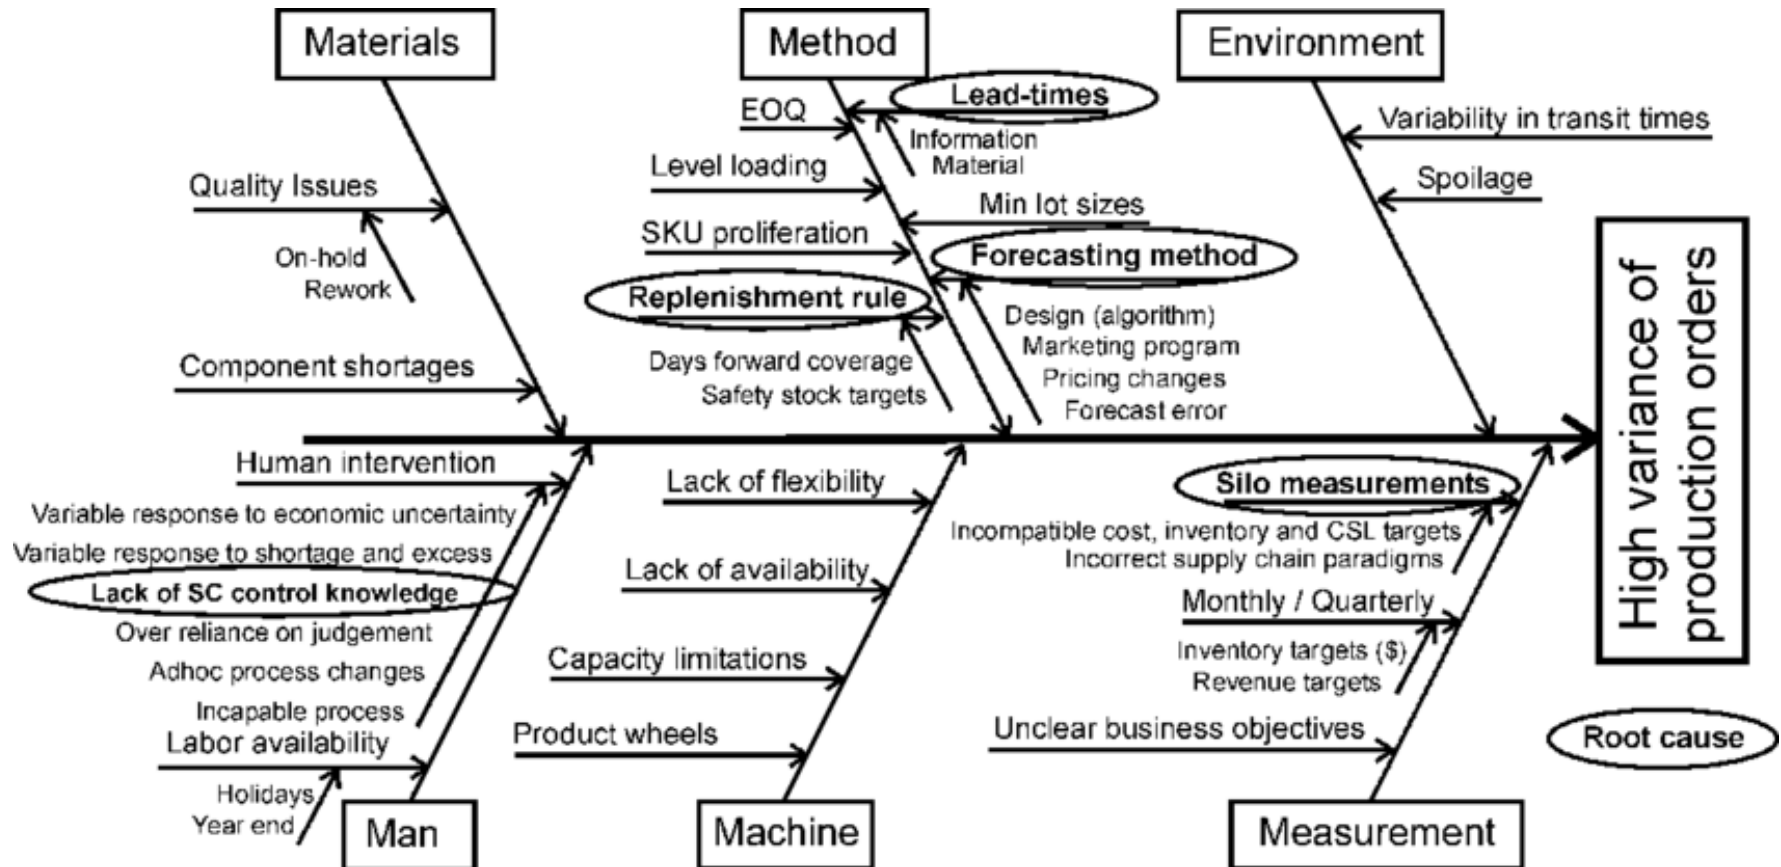 Materials
Method
Environment
Quality Issues
On-hold
Rework
Component shortages
Lead-times
Information
Material
EOQ
Level loading
Min lot sizes
SKU proliferation
Forecasting method
Design (algorithm)
Marketing program
Pricing changes
Forecast error
Replenishment rule
Days forward coverage
Safety stock targets
Variability in transit times
Spoilage
High variance of
production orders
Human intervention
Variable response to economic uncertainty
Variable response to shortage and excess
Lack of SC control knowledge
Over reliance on judgement
Adhoc process changes
Incapable process
Labor availability
Holidays
Year end
Man
Lack of flexibility
Lack of availability
Capacity limitations
Product wheels
Machine
Silo measurements
Incompatible cost, inventory and CSL targets
Incorrect supply chain paradigms
Monthly / Quarterly
Inventory targets ($)
Revenue targets
Unclear business objectives
Measurement
Root cause